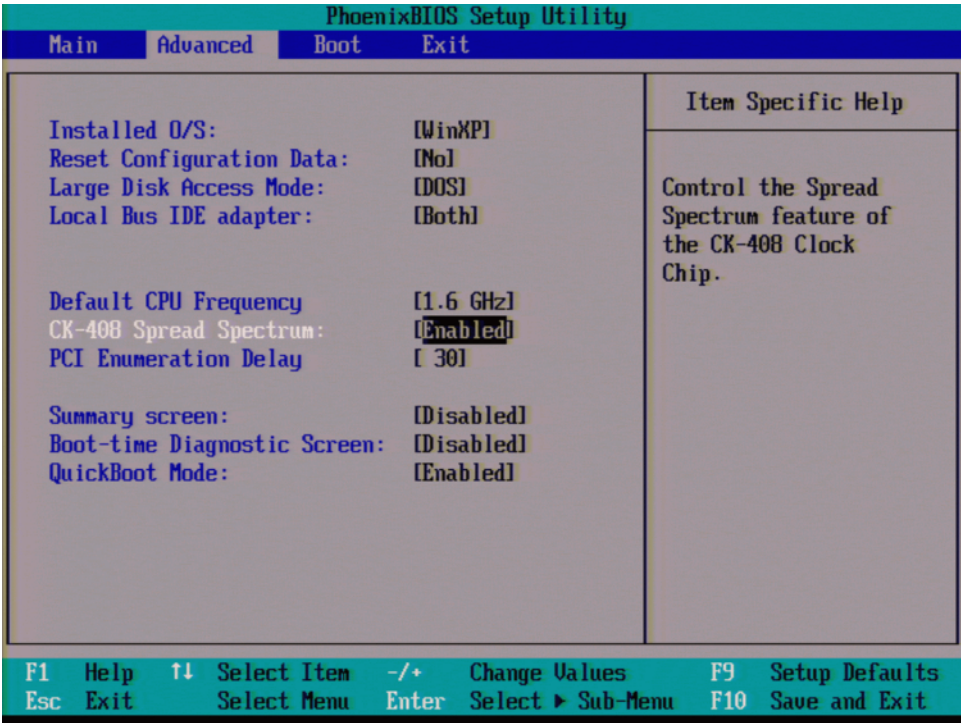 PhoenixBIOS Setup Utility
Main Advanced Boot Exit
Item Specific Help
Installed O/S: [WinXP]
Reset Configuration Data: [No]
Large Disk Access Mode: [DOS]
Local Bus IDE adapter: [Both]
Control the Spread
Spectrum feature of
the CK-408 Clock
Chip.
Default CPU Frequency [1.6 GHz]
CK-408 Spread Spectrum: [Enabled]
PCI Enumeration Delay [ 30]
Summary screen: [Disabled]
Boot-time Diagnostic Screen: [Disabled]
QuickBoot Mode: [Enabled]
F1 Help ↑↓ Select Item -/+ Change Values F9 Setup Defaults
Esc Exit Select Menu Enter Select ▶ Sub-Menu F10 Save and Exit